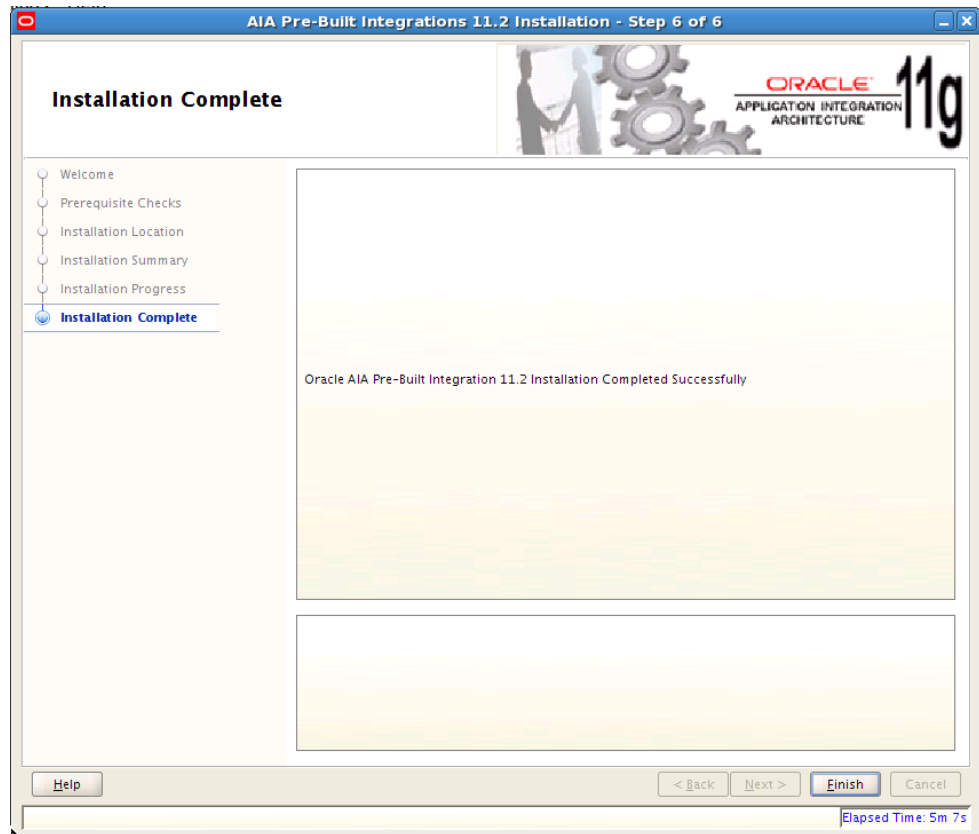 AIA Pre-Built Integrations 11.2 Installation - Step 6 of 6
Installation Complete
ORACLE
APPLICATION INTEGRATION
ARCHITECTURE
11g
Welcome
Prerequisite Checks
Installation Location
Installation Summary
Installation Progress
Installation Complete
Oracle AIA Pre-Built Integration 11.2 Installation Completed Successfully
Help
< Back
Next >
Finish
Cancel
Elapsed Time: 5m 7s